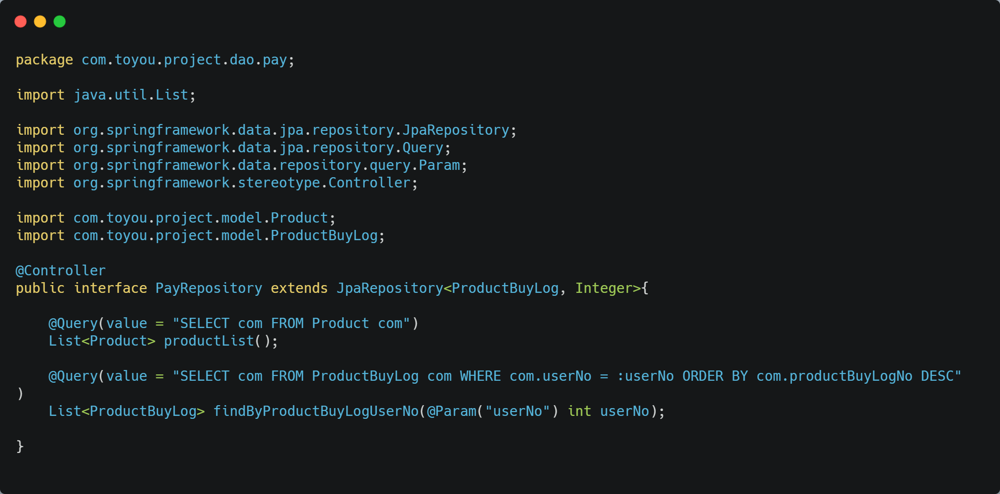 package com.toyou.project.dao.pay;
import java.util.List;
import org.springframework.data.jpa.repository.JpaRepository;
import org.springframework.data.jpa.repository.Query;
import org.springframework.data.repository.query.Param;
import org.springframework.stereotype.Controller;
import com.toyou.project.model.Product;
import com.toyou.project.model.ProductBuyLog;
@Controller
public interface PayRepository extends JpaRepository<ProductBuyLog, Integer>{
    @Query(value = "SELECT com FROM Product com")
    List<Product> productList();
    @Query(value = "SELECT com FROM ProductBuyLog com WHERE com.userNo = :userNo ORDER BY com.productBuyLogNo DESC"
)
    List<ProductBuyLog> findByProductBuyLogUserNo(@Param("userNo") int userNo);
}